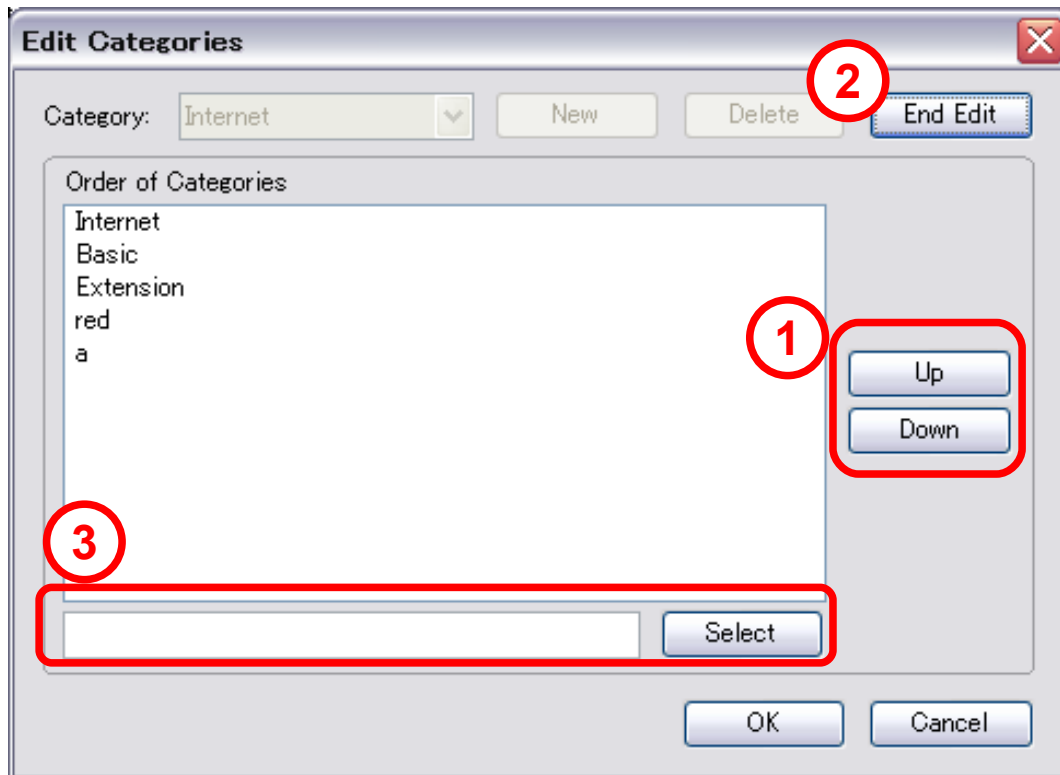 Edit Categories
2
Category: Internet New Delete End Edit
Order of Categories
Internet
Basic
Extension
red
a
1
Up
Down
3
Select
OK Cancel